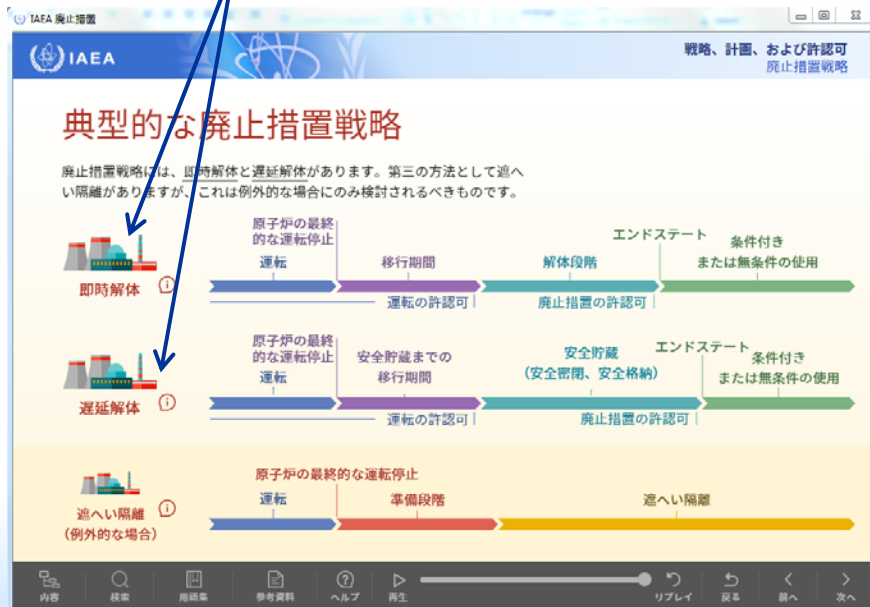 IAEA 廃止措置
IAEA
戦略、計画、および許認可
廃止措置戦略
典型的な廃止措置戦略
廃止措置戦略には、即時解体と遅延解体があります。第三の方法として遮へ
い隔離がありますが、これは例外的な場合にのみ検討されるべきものです。
原子炉の最終
的な運転停止
エンドステート
条件付き
または無条件の使用
運転
移行期間
解体段階
即時解体
運転の許認可
廃止措置の許認可
原子炉の最終
的な運転停止
安全貯蔵までの
移行期間
安全貯蔵
(安全密閉、安全格納)
エンドステート
条件付き
または無条件の使用
運転
遅延解体
運転の許認可
廃止措置の許認可
原子炉の最終的な運転停止
運転
準備段階
遮へい隔離
遮へい隔離
(例外的な場合)
内容
検索
用語集
参考資料
ヘルプ
再生
リプレイ
戻る
前へ
次へ